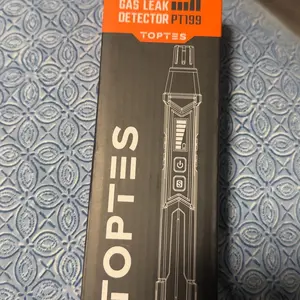 GAS LEAK
DETECTOR PT199
TOPTES
TOPTES
S